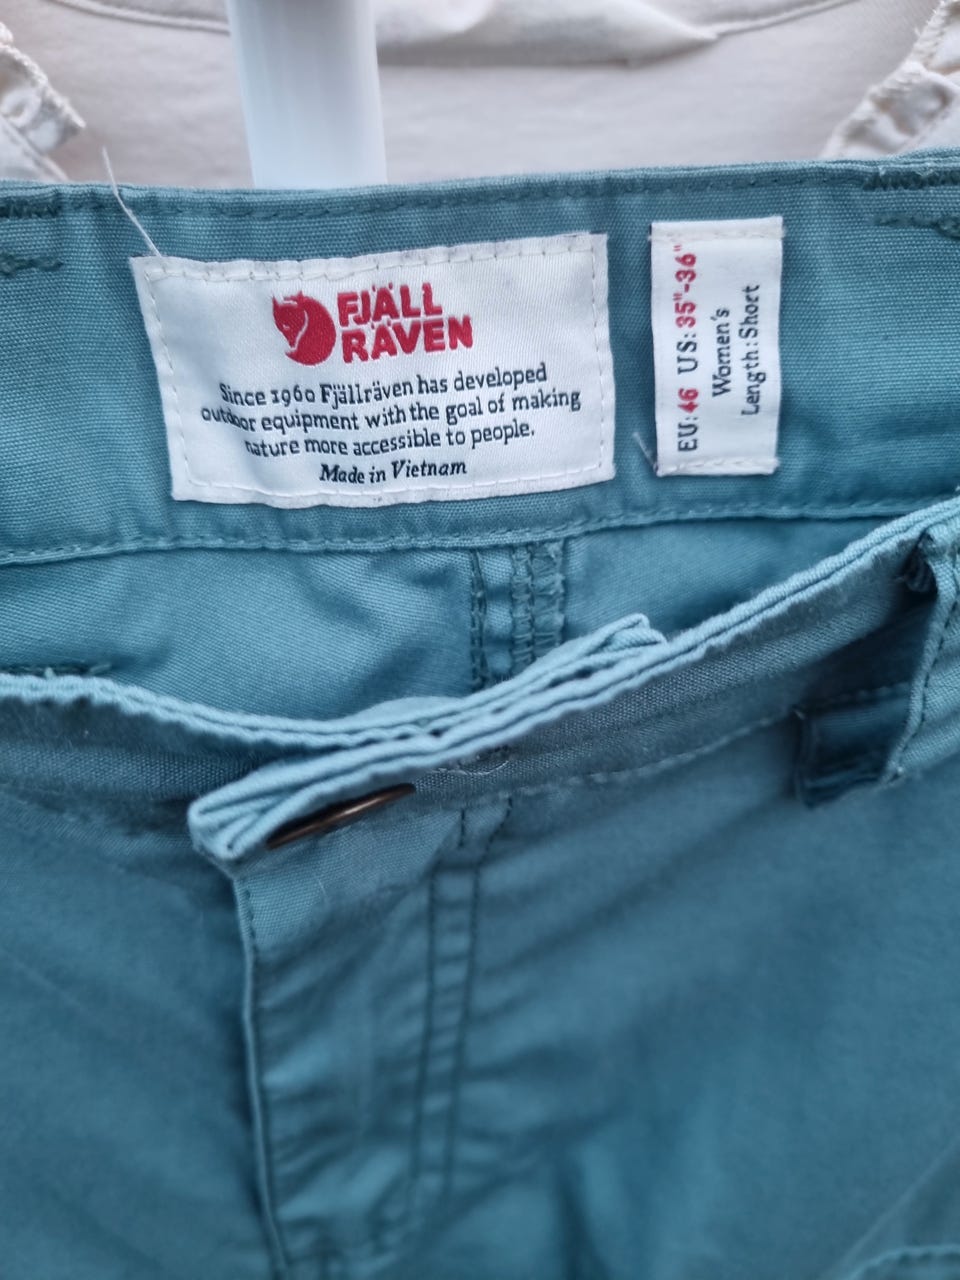 FJÄLL
RÄVEN
Since 1960 Fjällräven has developed
outdoor equipment with the goal of making
nature more accessible to people.
Made in Vietnam
EU: 46 US: 35"-36"
Women's
Length: Short